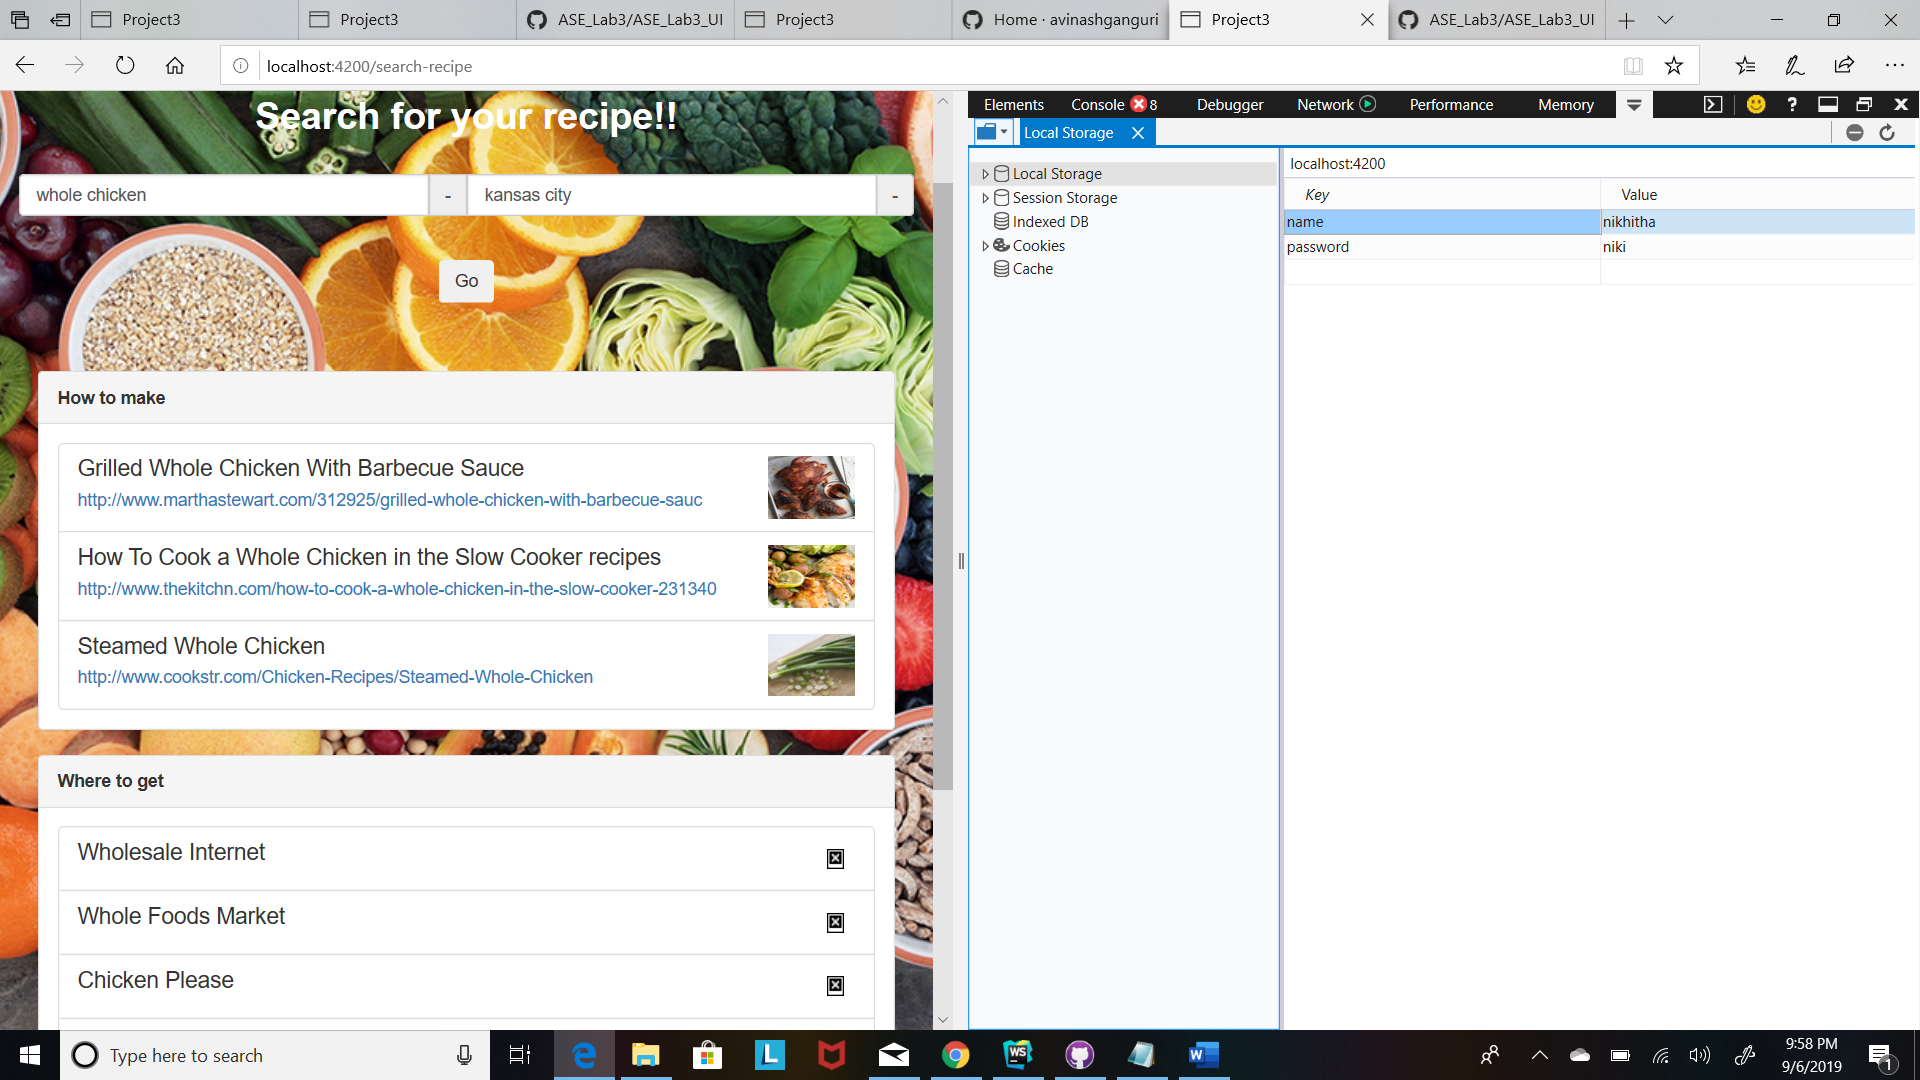 Project3
Project3
ASE_Lab3/ASE_Lab3_UI
Project3
Home · avinashganguri
Project3
ASE_Lab3/ASE_Lab3_UI
localhost:4200/search-recipe
Search for your recipe!!
whole chicken
-
kansas city
-
Go
How to make
Grilled Whole Chicken With Barbecue Sauce
http://www.marthastewart.com/312925/grilled-whole-chicken-with-barbecue-sauc
How To Cook a Whole Chicken in the Slow Cooker recipes
http://www.thekitchn.com/how-to-cook-a-whole-chicken-in-the-slow-cooker-231340
Steamed Whole Chicken
http://www.cookstr.com/Chicken-Recipes/Steamed-Whole-Chicken
Where to get
Wholesale Internet
Whole Foods Market
Chicken Please
Elements Console 8 Debugger Network Performance Memory ?
Local Storage
Local Storage
Session Storage
Indexed DB
Cookies
Cache
localhost:4200
Key Value
name nikhitha
password niki
Type here to search
L
WS
W
9:58 PM
9/6/2019
1